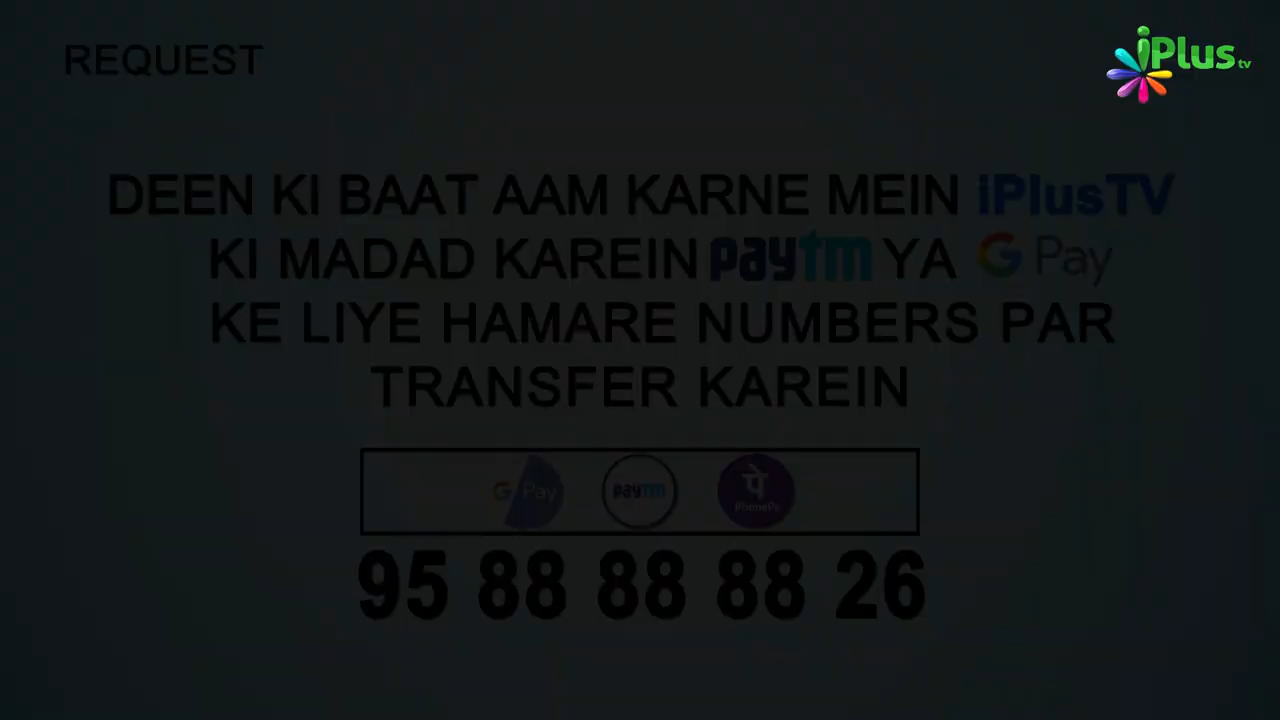 REQUEST
iPlus tv
DEEN KI BAAT AAM KARNE MEIN iPlusTV
KI MADAD KAREIN paytm YA G Pay
KE LIYE HAMARE NUMBERS PAR
TRANSFER KAREIN
G Pay paytm पे PhonePe
95 88 88 88 26